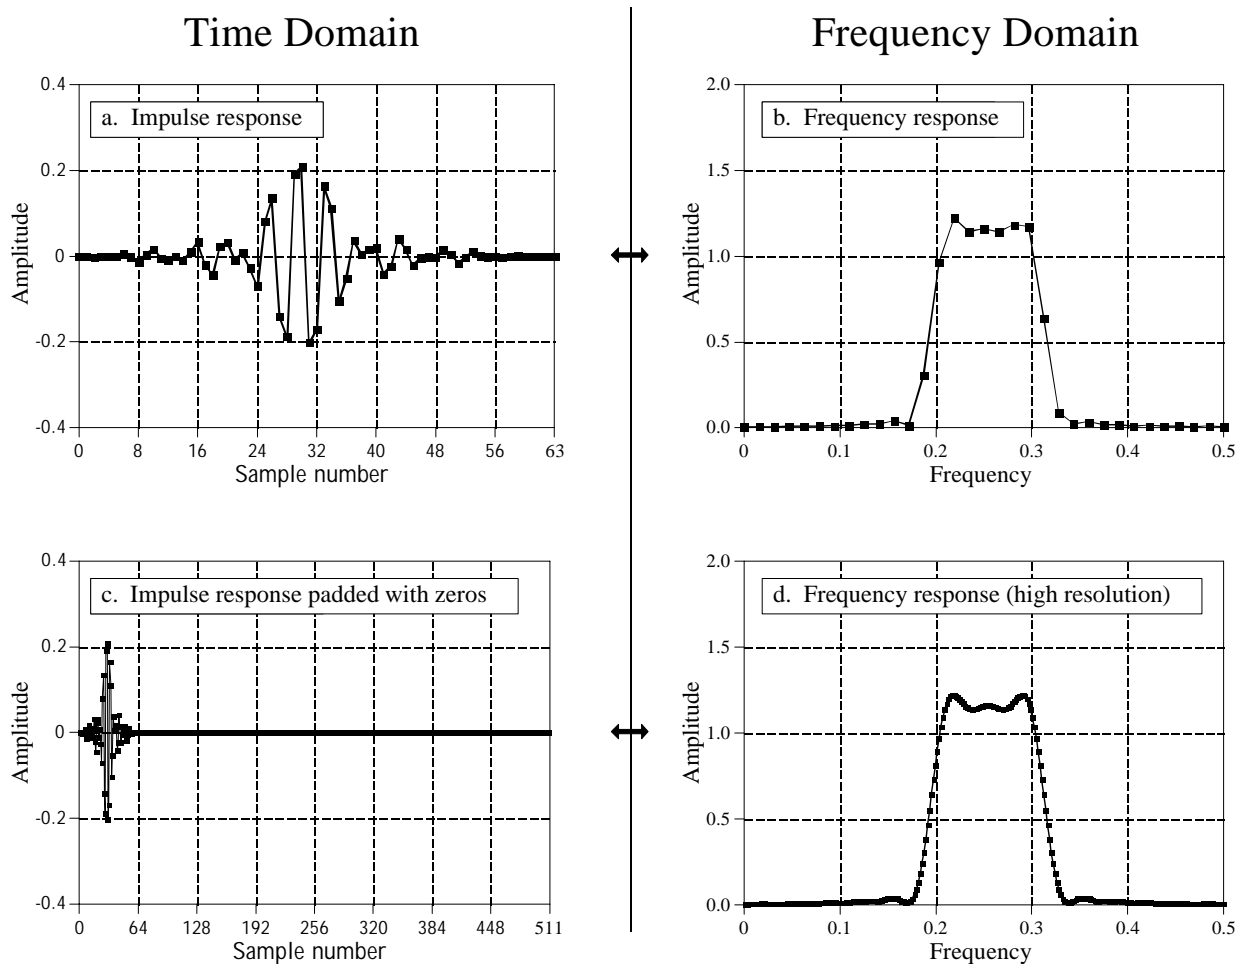 Time Domain
Frequency Domain
a. Impulse response
0.4
0.2
0
-0.2
-0.4
Amplitude
0 8 16 24 32 40 48 56 63
Sample number
b. Frequency response
2.0
1.5
1.0
0.5
0.0
Amplitude
0 0.1 0.2 0.3 0.4 0.5
Frequency
c. Impulse response padded with zeros
0.4
0.2
0
-0.2
-0.4
Amplitude
0 64 128 192 256 320 384 448 511
Sample number
d. Frequency response (high resolution)
2.0
1.5
1.0
0.5
0.0
Amplitude
0 0.1 0.2 0.3 0.4 0.5
Frequency